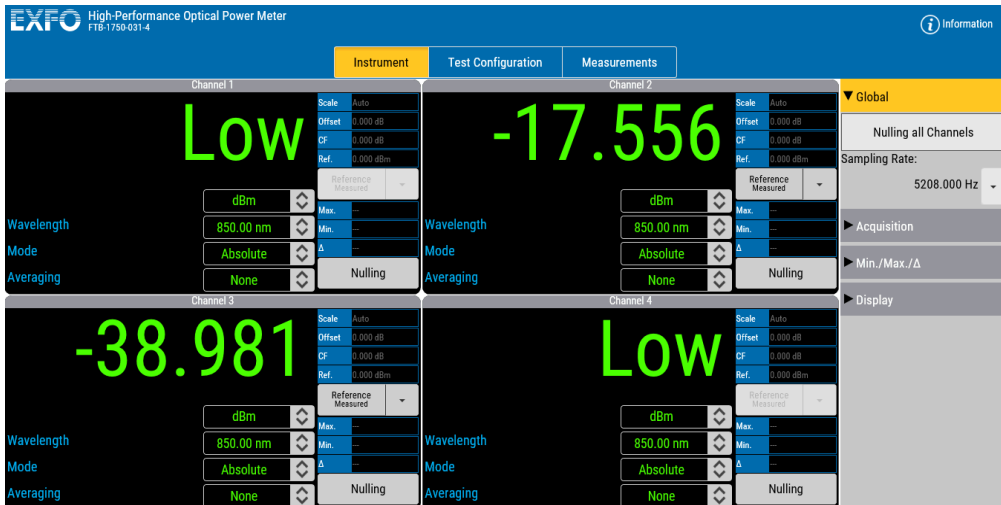 EXFO High-Performance Optical Power Meter
FTB-1750-031-4
Information
Instrument Test Configuration Measurements
Channel 1
Low
Scale Auto
Offset 0.000 dB
CF 0.000 dB
Ref. 0.000 dBm
Reference
Measured
dBm
Max. ---
Wavelength 850.00 nm
Min. ---
Mode Absolute
Δ ---
Averaging None
Nulling
Channel 2
-17.556
Scale Auto
Offset 0.000 dB
CF 0.000 dB
Ref. 0.000 dBm
Reference
Measured
dBm
Max. ---
Wavelength 850.00 nm
Min. ---
Mode Absolute
Δ ---
Averaging None
Nulling
Channel 3
-38.981
Scale Auto
Offset 0.000 dB
CF 0.000 dB
Ref. 0.000 dBm
Reference
Measured
dBm
Max. ---
Wavelength 850.00 nm
Min. ---
Mode Absolute
Δ ---
Averaging None
Nulling
Channel 4
Low
Scale Auto
Offset 0.000 dB
CF 0.000 dB
Ref. 0.000 dBm
Reference
Measured
dBm
Max. ---
Wavelength 850.00 nm
Min. ---
Mode Absolute
Δ ---
Averaging None
Nulling
Global
Nulling all Channels
Sampling Rate:
5208.000 Hz
Acquisition
Min./Max./Δ
Display